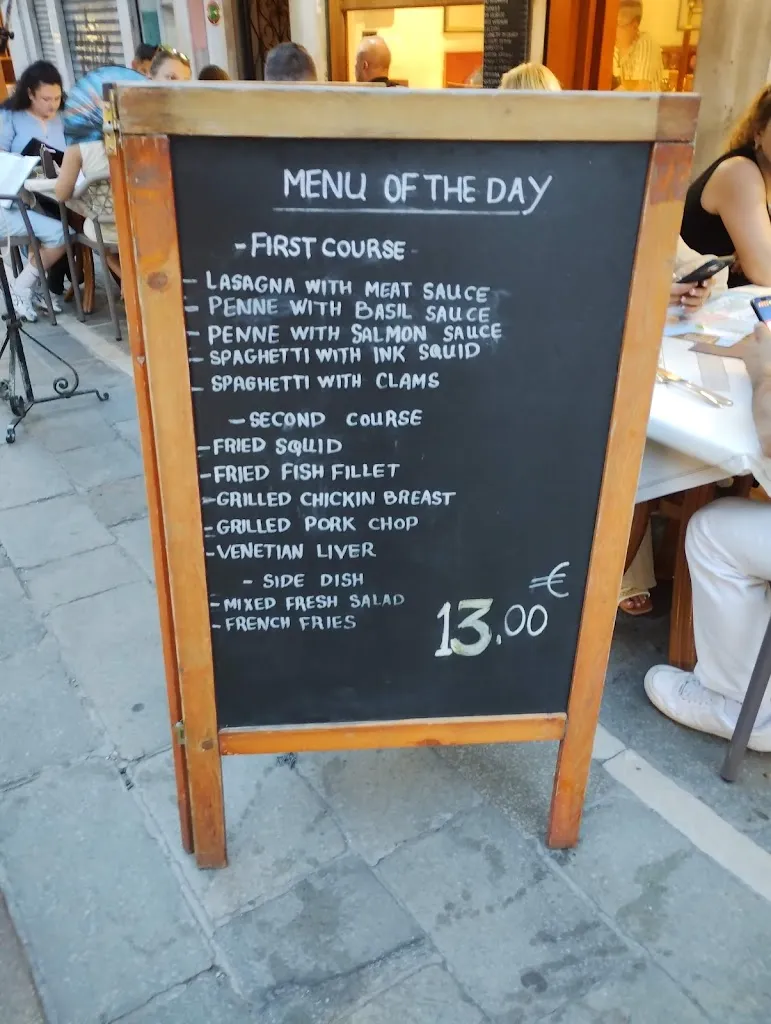 MENU OF THE DAY
- FIRST COURSE
- LASAGNA WITH MEAT SAUCE
- PENNE WITH BASIL SAUCE
- PENNE WITH SALMON SAUCE
- SPAGHETTI WITH INK SQUID
- SPAGHETTI WITH CLAMS
- SECOND COURSE
- FRIED SQUID
- FRIED FISH FILLET
- GRILLED CHICKIN BREAST
- GRILLED PORK CHOP
- VENETIAN LIVER
- SIDE DISH
- MIXED FRESH SALAD
- FRENCH FRIES
13.00 €